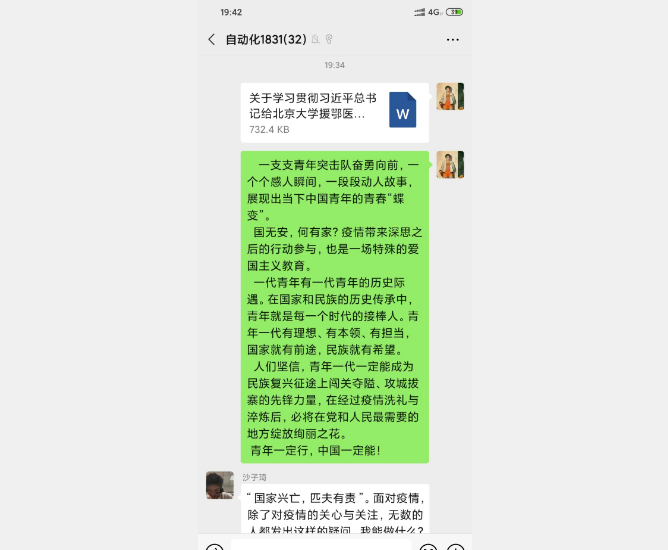 19:42
4G
31
自动化1831(32)
19:34
关于学习贯彻习近平总书
记给北京大学援鄂医...
732.4 KB
W
一支支青年突击队奋勇向前，一
个个感人瞬间，一段段动人故事，
展现出当下中国青年的青春“蝶
变”。
国无安，何有家？疫情带来深思之
后的行动参与，也是一场特殊的爱
国主义教育。
一代青年有一代青年的历史际
遇。在国家和民族的历史传承中，
青年就是每一个时代的接棒人。青
年一代有理想、有本领、有担当，
国家就有前途，民族就有希望。
人们坚信，青年一代一定能成为
民族复兴征途上闯关夺隘、攻城拔
寨的先锋力量，在经过疫情洗礼与
淬炼后，必将在党和人民最需要的
地方绽放绚丽之花。
青年一定行，中国一定能！
沙子琦
“国家兴亡，匹夫有责”。面对疫情，
除了对疫情的关心与关注，无数的
人都发出这样的疑问，我能做什么？